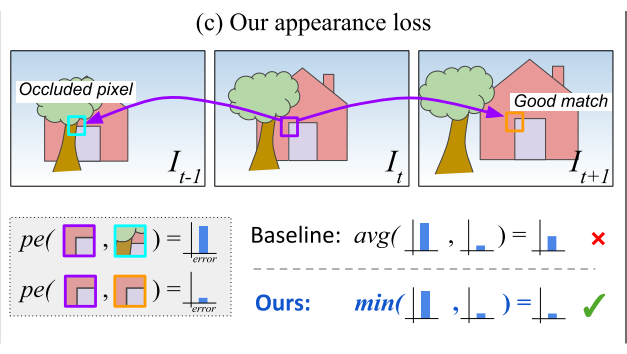 (c) Our appearance loss
Occluded pixel
Good match
I_{t-1}
I_t
I_{t+1}
pe( , ) =
error
pe( , ) =
error
Baseline: avg( , ) = ×
Ours: min( , ) = ✓